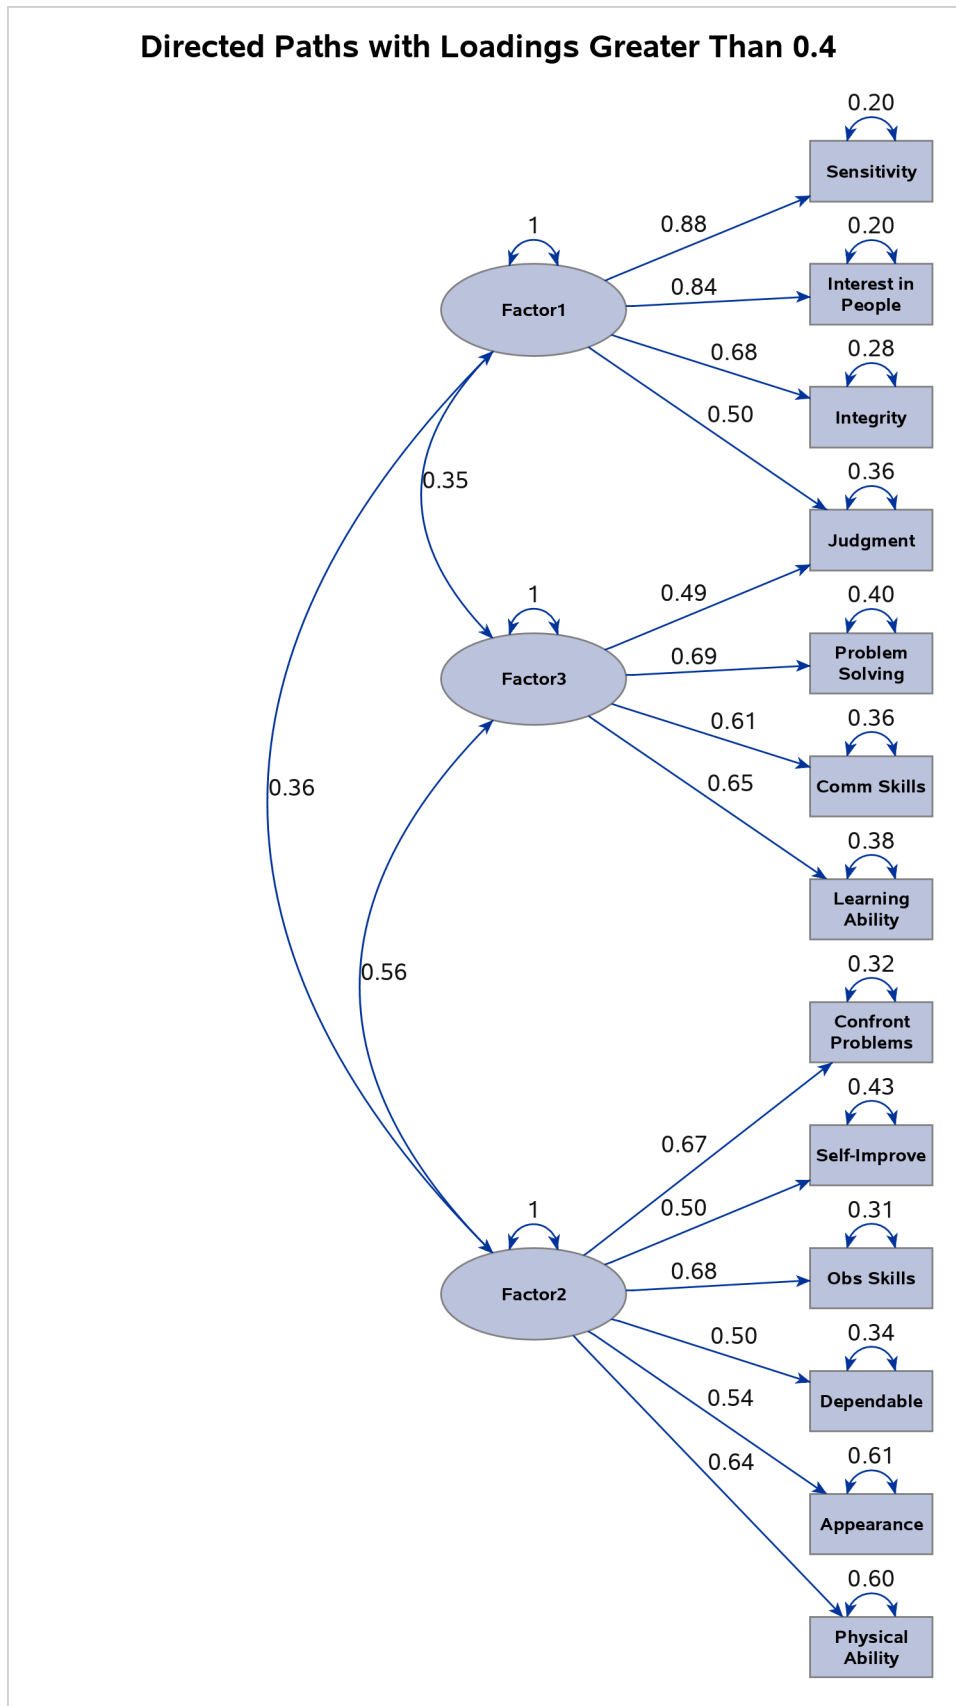 Directed Paths with Loadings Greater Than 0.4
0.20
Sensitivity
0.88
1
0.20
Factor1
0.84
Interest in
People
0.68
0.28
Integrity
0.50
0.36
Judgment
0.35
1
0.49
0.40
Factor3
0.69
Problem
Solving
0.61
0.36
Comm Skills
0.65
0.38
Learning
Ability
0.36
0.56
0.32
Confront
Problems
0.67
0.43
Self-Improve
0.50
1
0.31
Factor2
0.68
Obs Skills
0.50
0.34
Dependable
0.54
0.61
Appearance
0.64
0.60
Physical
Ability